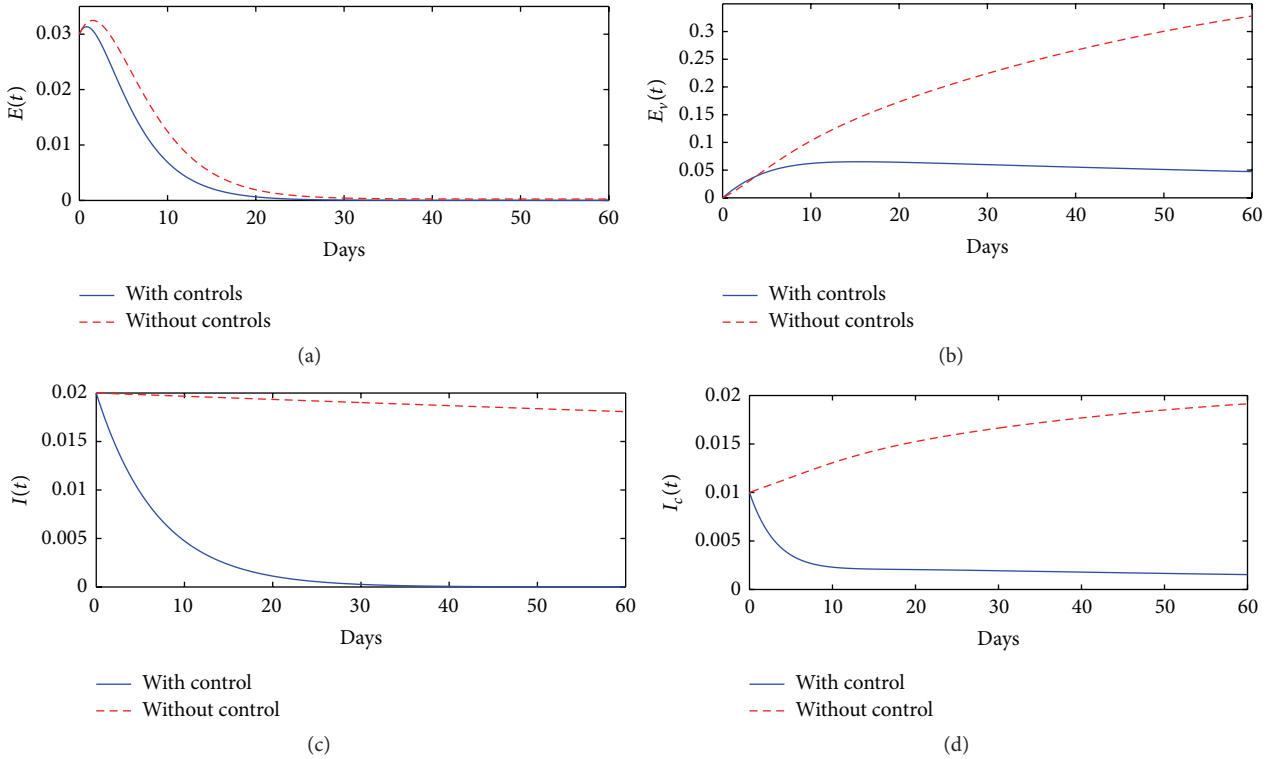 0.03
0.02
0.01
0
E(t)
0 10 20 30 40 50 60
Days
With controls
Without controls
(a)
0.3
0.25
0.2
0.15
0.1
0.05
0
E_v(t)
0 10 20 30 40 50 60
Days
With controls
Without controls
(b)
0.02
0.015
0.01
0.005
0
I(t)
0 10 20 30 40 50 60
Days
With control
Without control
(c)
0.02
0.015
0.01
0.005
0
I_c(t)
0 10 20 30 40 50 60
Days
With control
Without control
(d)